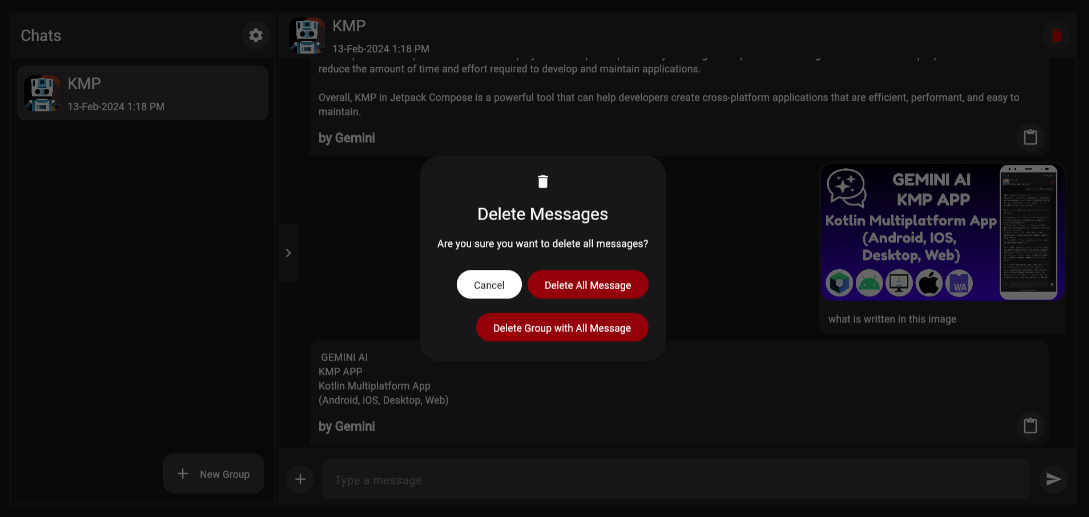 Chats
KMP
13-Feb-2024 1:18 PM
New Group
KMP
13-Feb-2024 1:18 PM
reduce the amount of time and effort required to develop and maintain applications.
Overall, KMP in Jetpack Compose is a powerful tool that can help developers create cross-platform applications that are efficient, performant, and easy to
maintain.
by Gemini
GEMINI AI
KMP APP
Kotlin Multiplatform App
(Android, IOS,
Desktop, Web)
WA
what is written in this image
Delete Messages
Are you sure you want to delete all messages?
Cancel
Delete All Message
Delete Group with All Message
GEMINI AI
KMP APP
Kotlin Multiplatform App
(Android, IOS, Desktop, Web)
by Gemini
Type a message